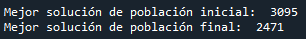 Mejor solución de población inicial:  3095
Mejor solución de población final:  2471